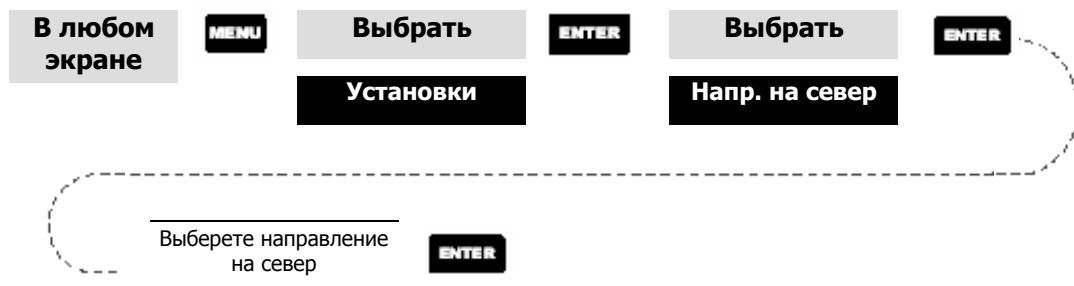 В любом
экране
MENU
Выбрать
Установки
ENTER
Выбрать
Напр. на север
ENTER
Выберете направление
на север
ENTER